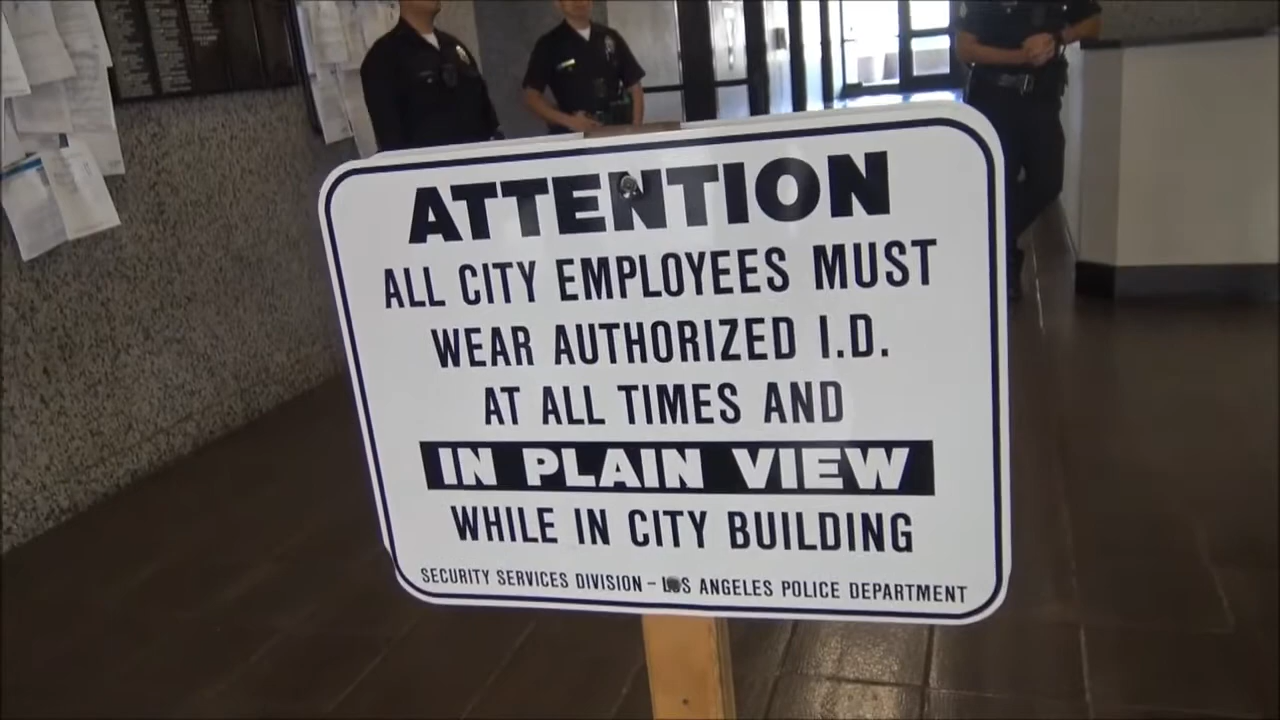 ATTENTION
ALL CITY EMPLOYEES MUST
WEAR AUTHORIZED I.D.
AT ALL TIMES AND
IN PLAIN VIEW
WHILE IN CITY BUILDING
SECURITY SERVICES DIVISION – LOS ANGELES POLICE DEPARTMENT